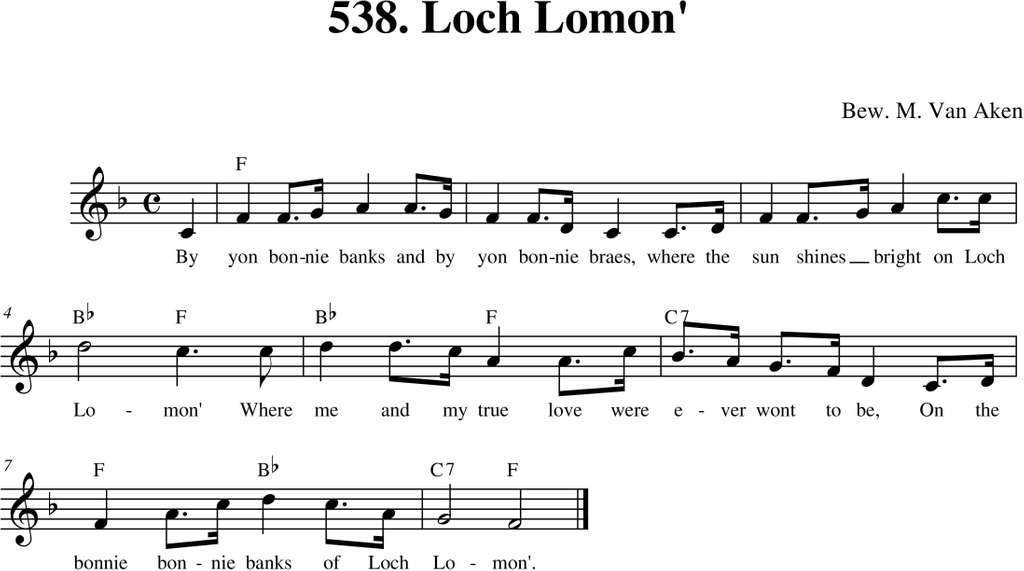 538. Loch Lomon'
Bew. M. Van Aken
F
By yon bon-nie banks and by yon bon-nie braes, where the sun shines __ bright on Loch
4
B♭ F B♭ F C7
Lo - mon' Where me and my true love were e - ver wont to be, On the
7
F B♭ C7 F
bonnie bon - nie banks of Loch Lo - mon'.